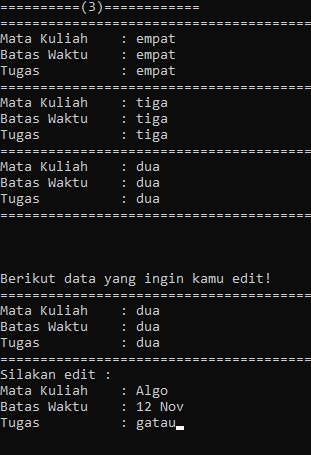 ==========(3)============
=======================================
Mata Kuliah    : empat
Batas Waktu    : empat
Tugas          : empat
=======================================
Mata Kuliah    : tiga
Batas Waktu    : tiga
Tugas          : tiga
=======================================
Mata Kuliah    : dua
Batas Waktu    : dua
Tugas          : dua
=======================================
Berikut data yang ingin kamu edit!
=======================================
Mata Kuliah    : dua
Batas Waktu    : dua
Tugas          : dua
=======================================
Silakan edit :
Mata Kuliah    : Algo
Batas Waktu    : 12 Nov
Tugas          : gatau